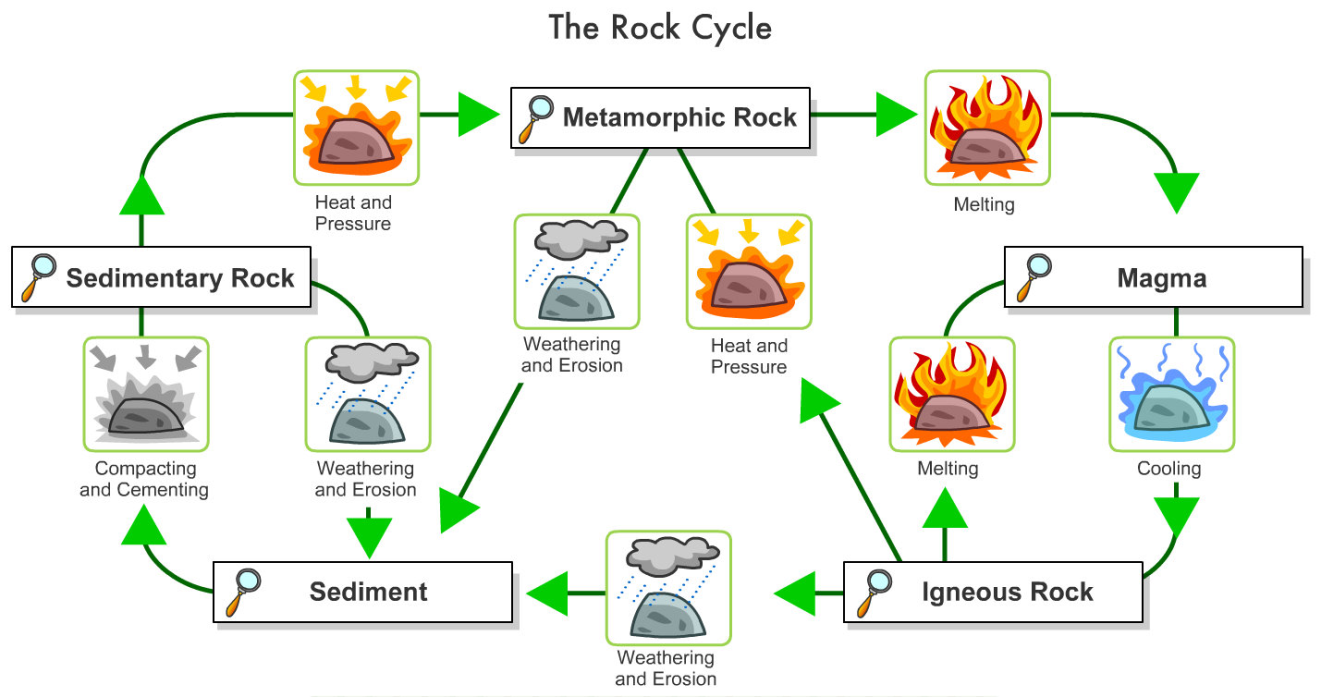 The Rock Cycle
Metamorphic Rock
Heat and
Pressure
Melting
Sedimentary Rock
Magma
Weathering
and Erosion
Heat and
Pressure
Compacting
and Cementing
Weathering
and Erosion
Melting
Cooling
Sediment
Igneous Rock
Weathering
and Erosion